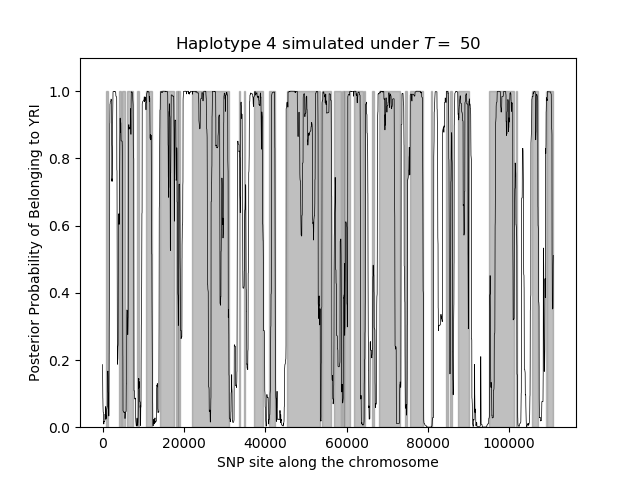 Haplotype 4 simulated under T = 50
Posterior Probability of Belonging to YRI
1.0
0.8
0.6
0.4
0.2
0.0
0 20000 40000 60000 80000 100000
SNP site along the chromosome